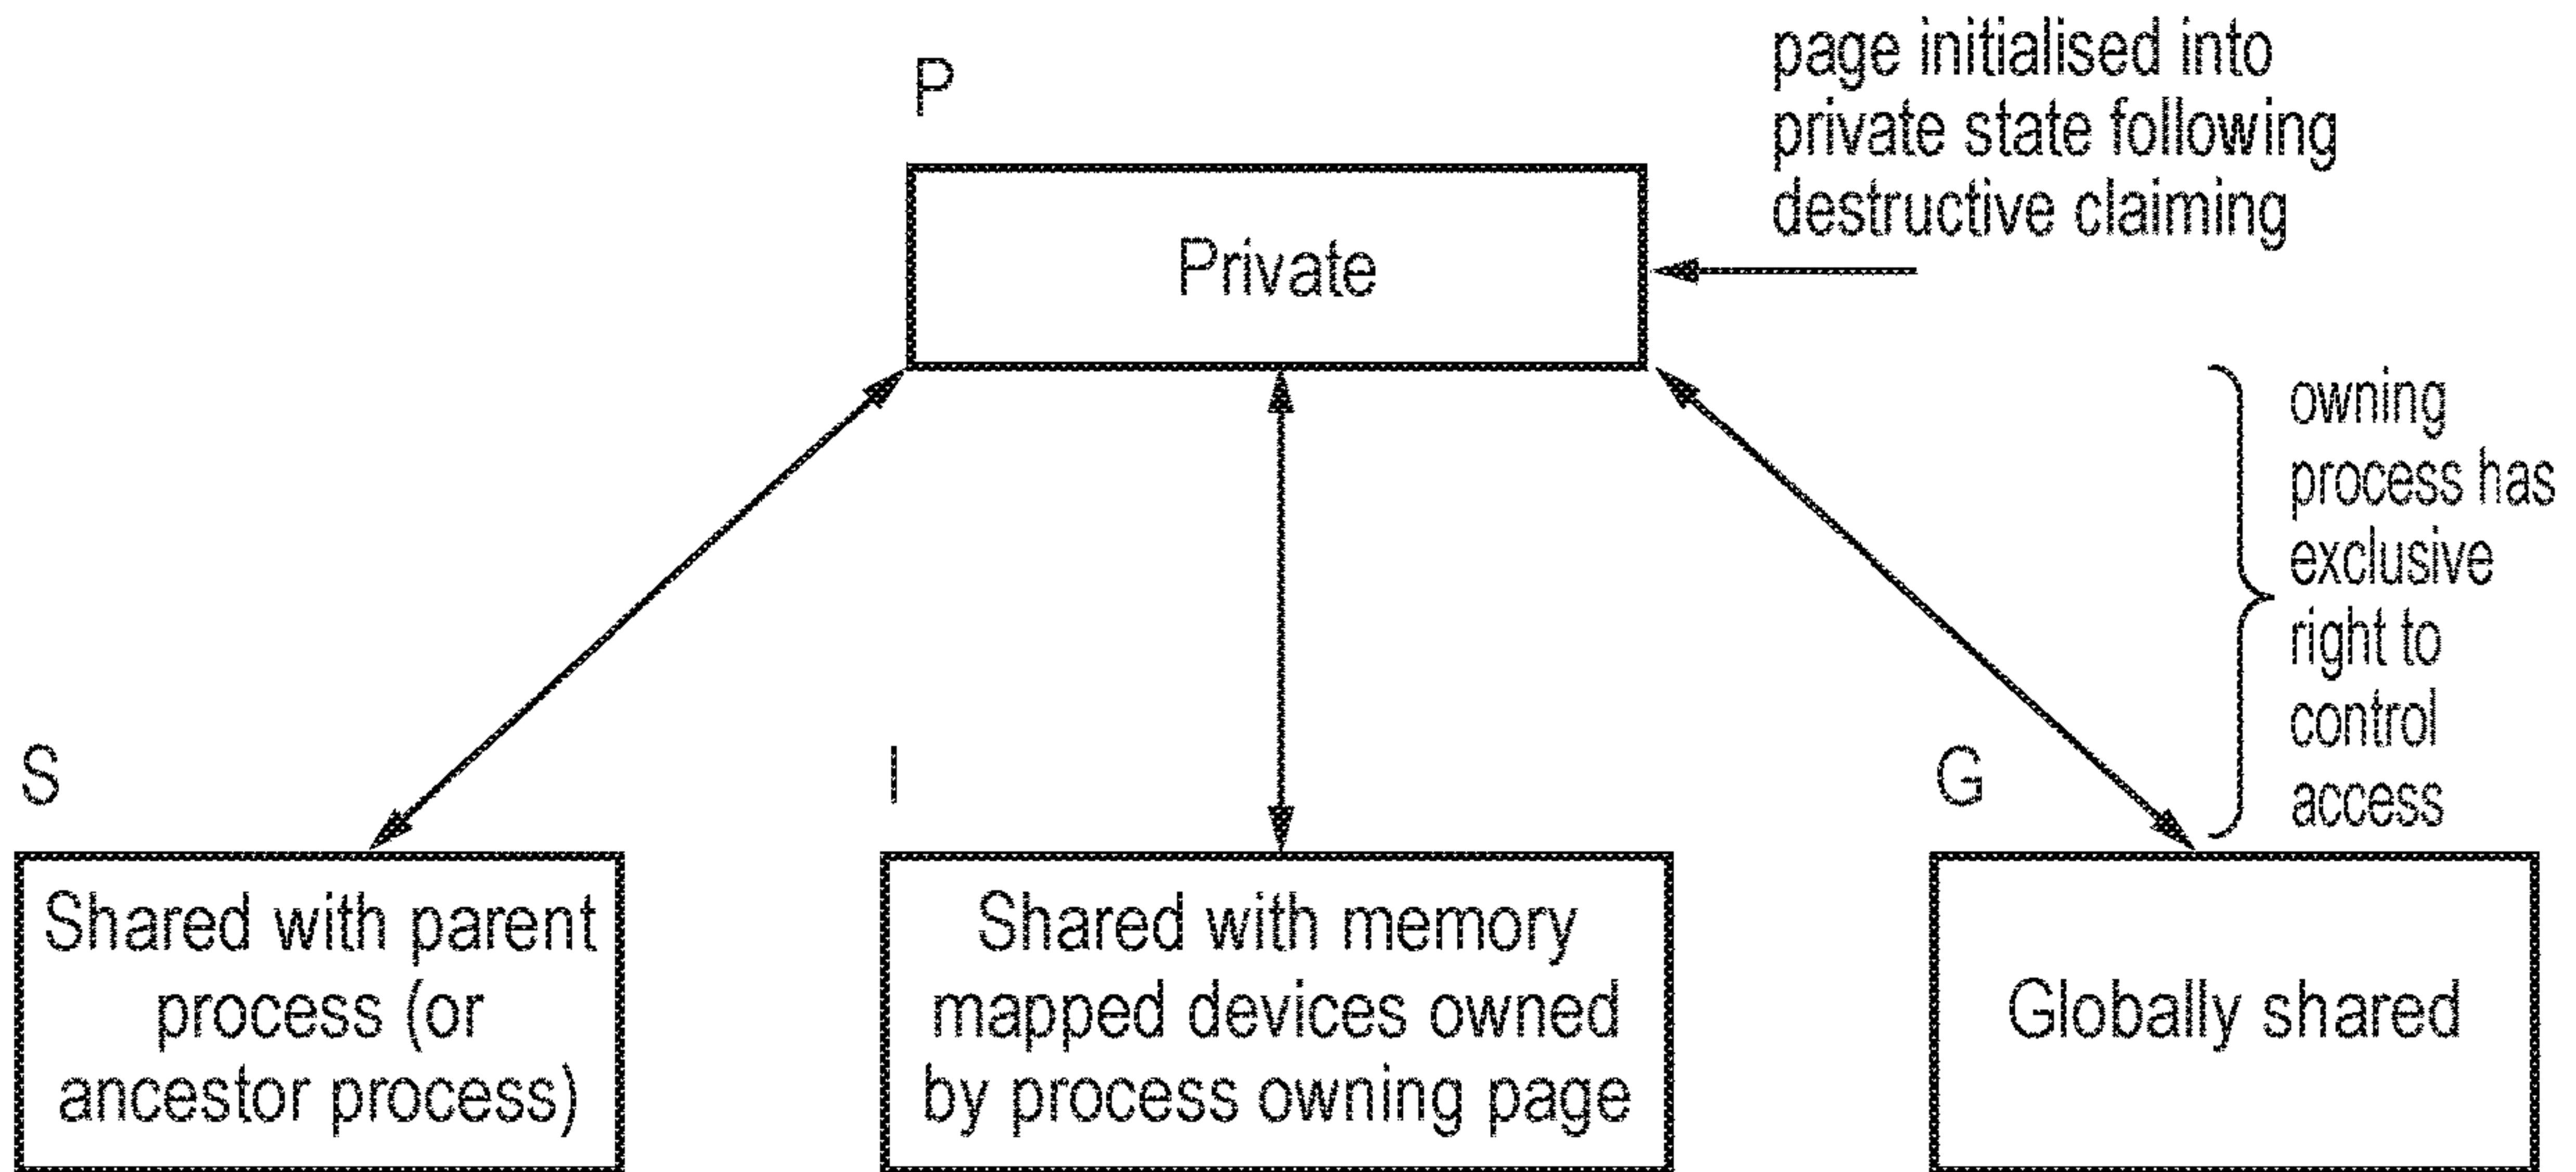 P
page initialised into
private state following
destructive claiming
Private
owning
process has
exclusive
right to
control
access
S
I
G
Shared with parent
process (or
ancestor process)
Shared with memory
mapped devices owned
by process owning page
Globally shared